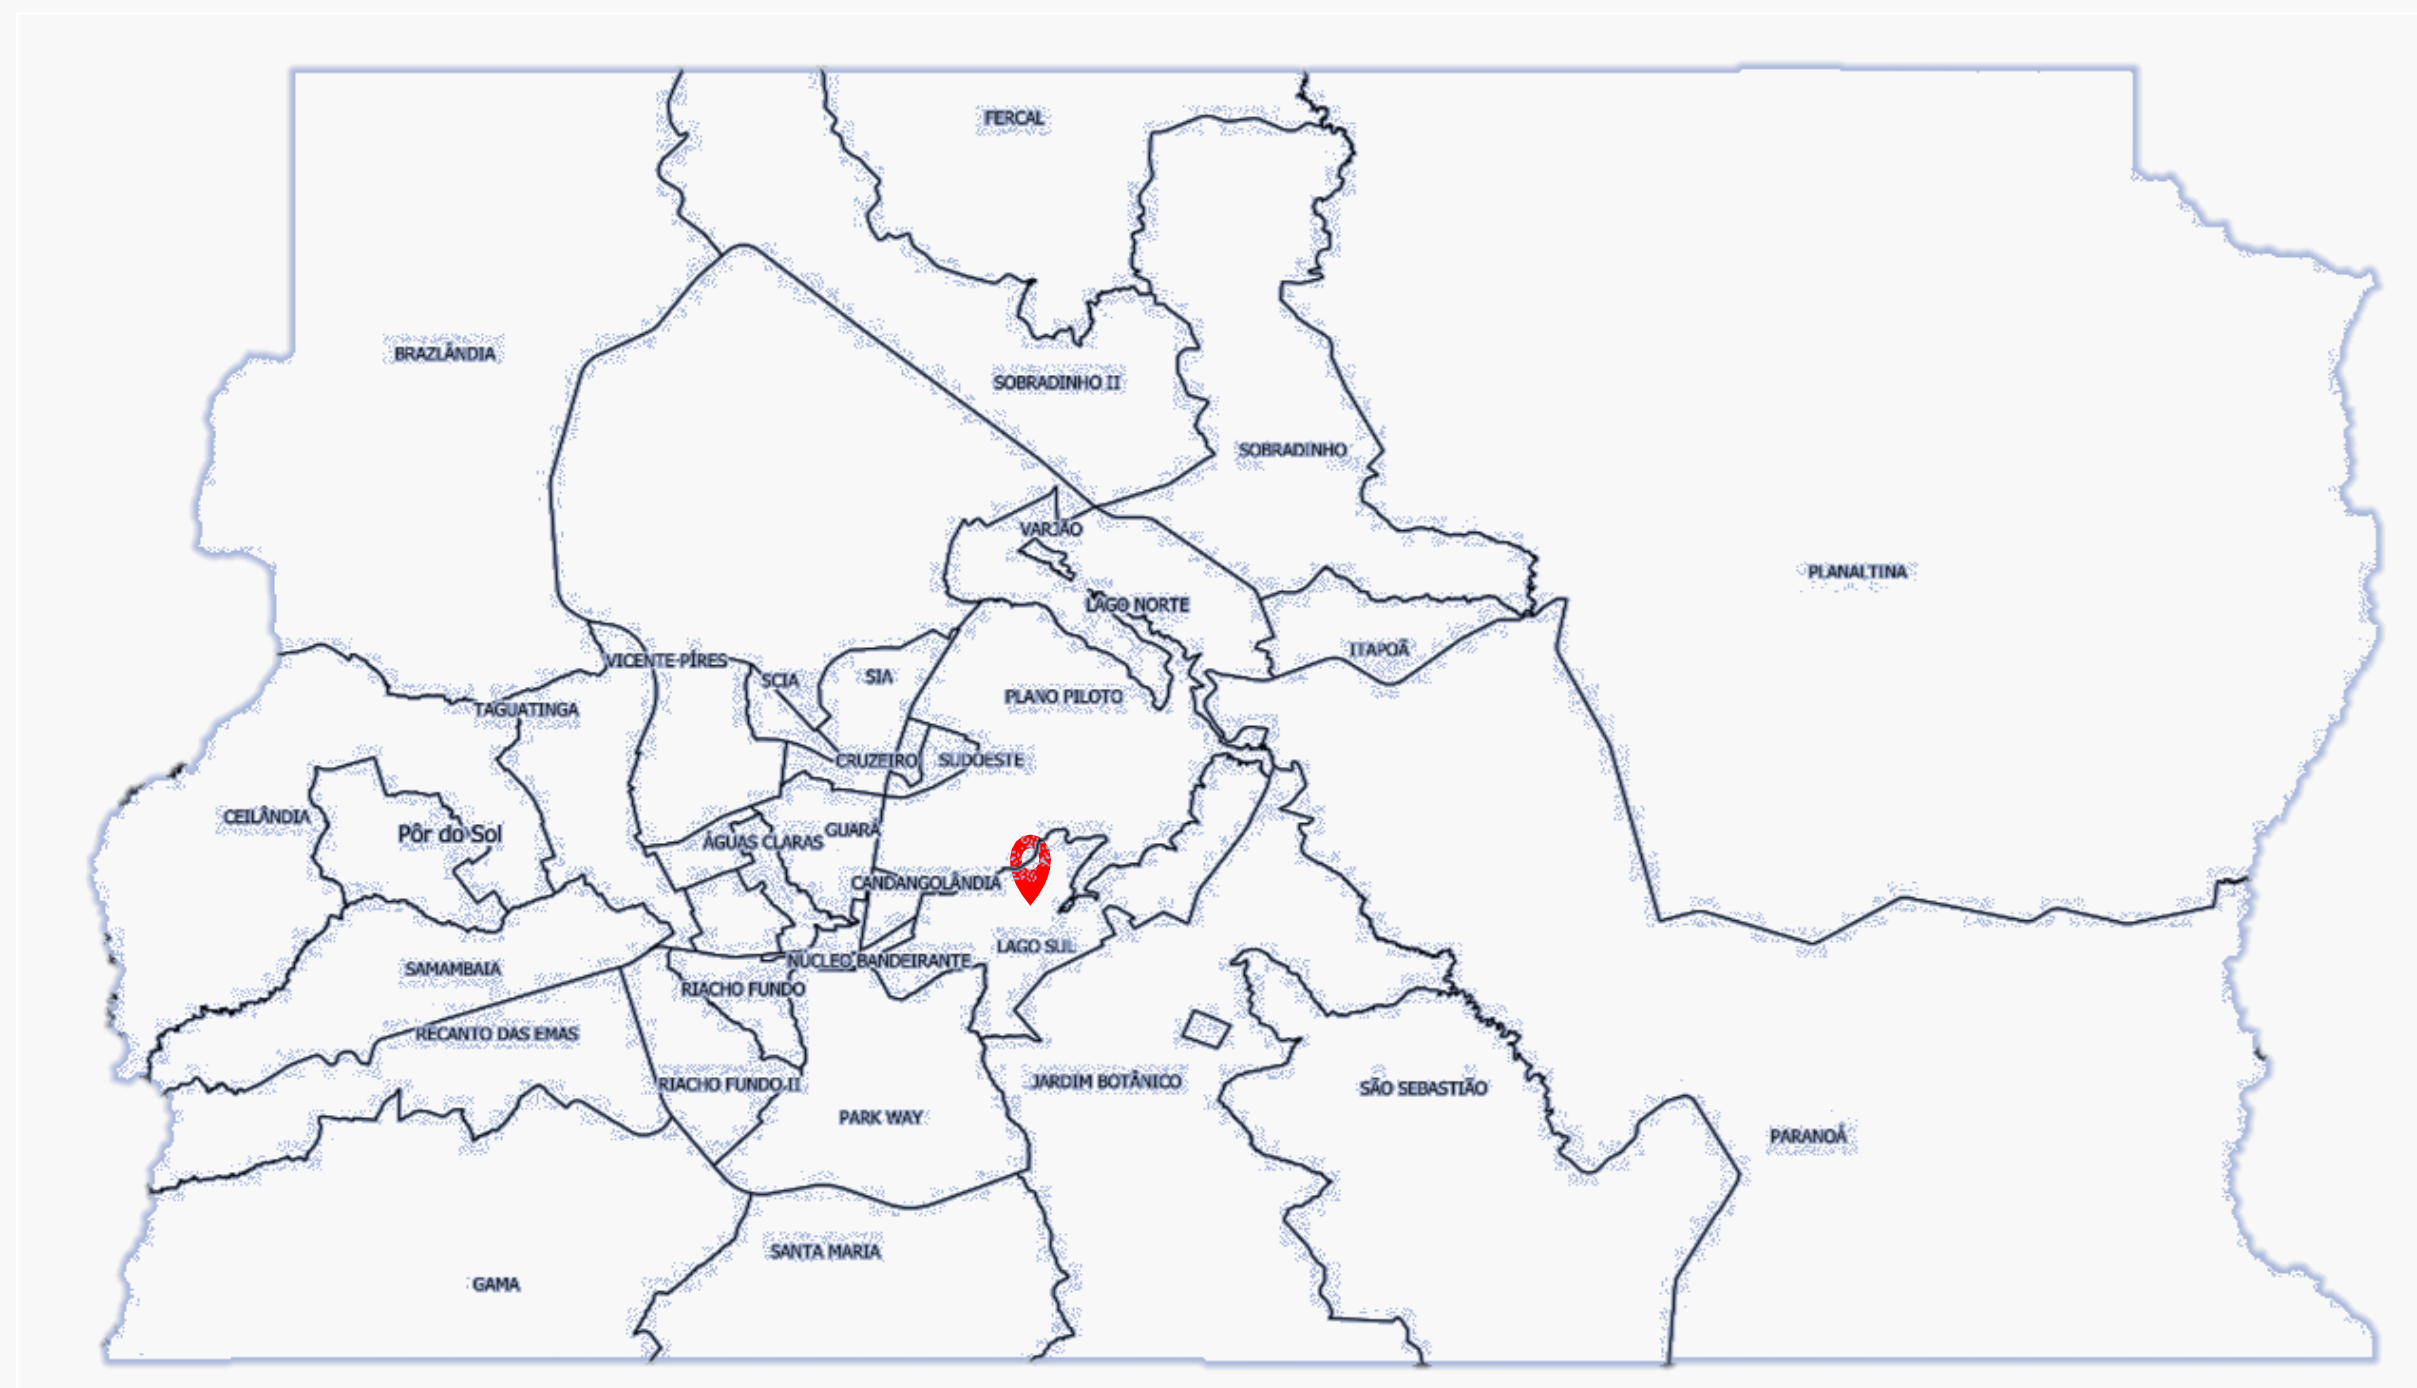 FERCAL
BRAZLÂNDIA
SOBRADINHO II
SOBRADINHO
VARJÃO
PLANALTINA
LAGO NORTE
ITAPOÃ
VICENTE PÍRES
SCIA
SIA
PLANO PILOTO
TAGUATINGA
CRUZEIRO
SUDOESTE
CEILÂNDIA
Pôr do Sol
GUARÁ
ÁGUAS CLARAS
CANDANGOLÂNDIA
LAGO SUL
NÚCLEO BANDEIRANTE
SAMAMBAIA
RIACHO FUNDO
RECANTO DAS EMAS
RIACHO FUNDO II
JARDIM BOTÂNICO
SÃO SEBASTIÃO
PARK WAY
PARANOÁ
SANTA MARIA
GAMA